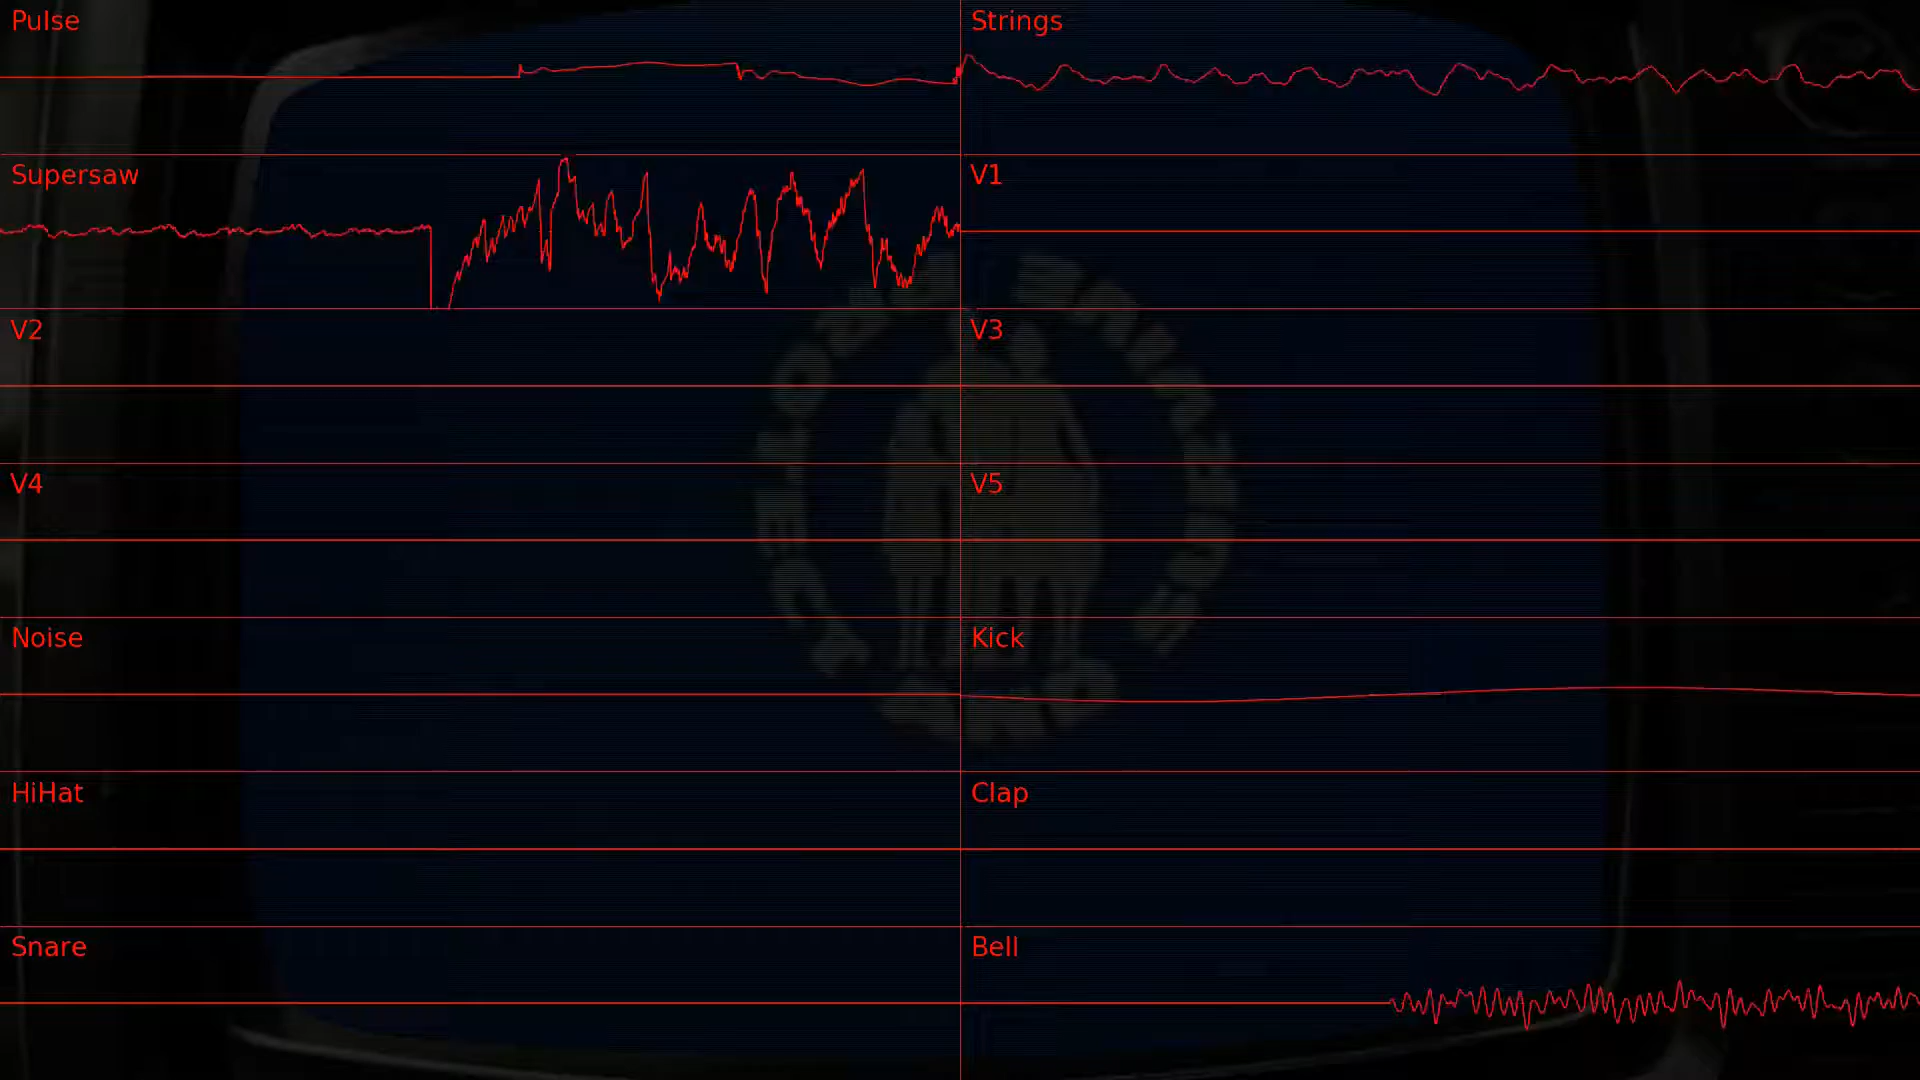 Pulse
Strings
Supersaw
V1
V2
V3
V4
V5
Noise
Kick
HiHat
Clap
Snare
Bell